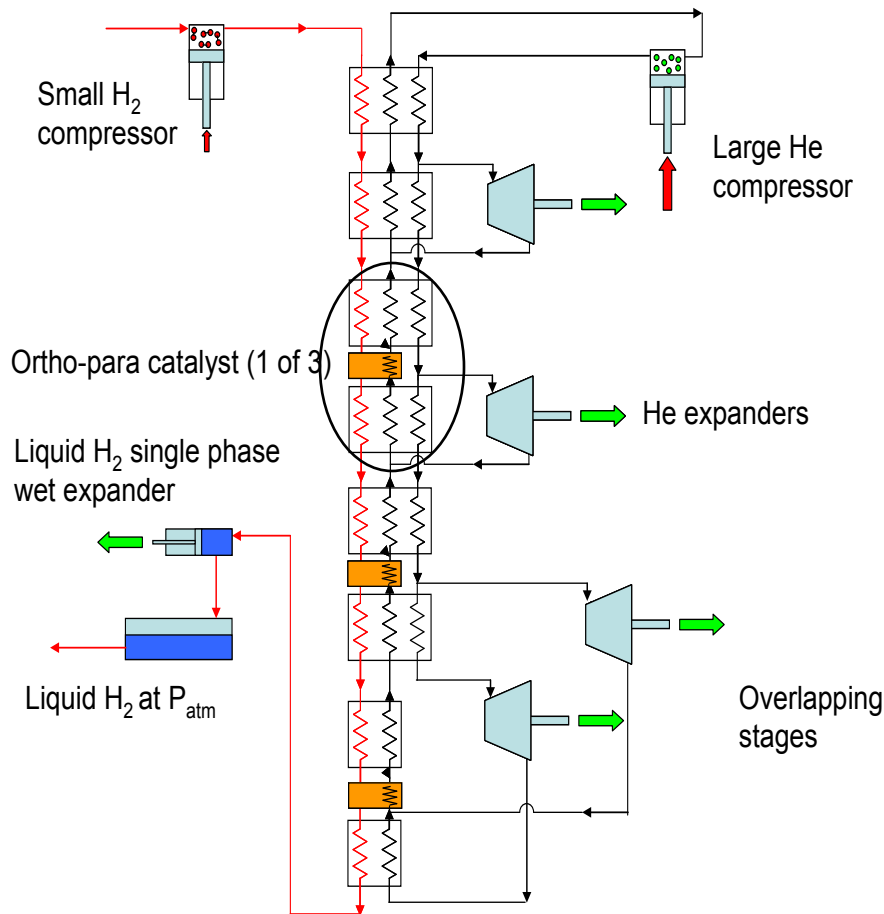 Small H₂
compressor
Large He
compressor
Ortho-para catalyst (1 of 3)
He expanders
Liquid H₂ single phase
wet expander
Liquid H₂ at Pₐₜₘ
Overlapping
stages